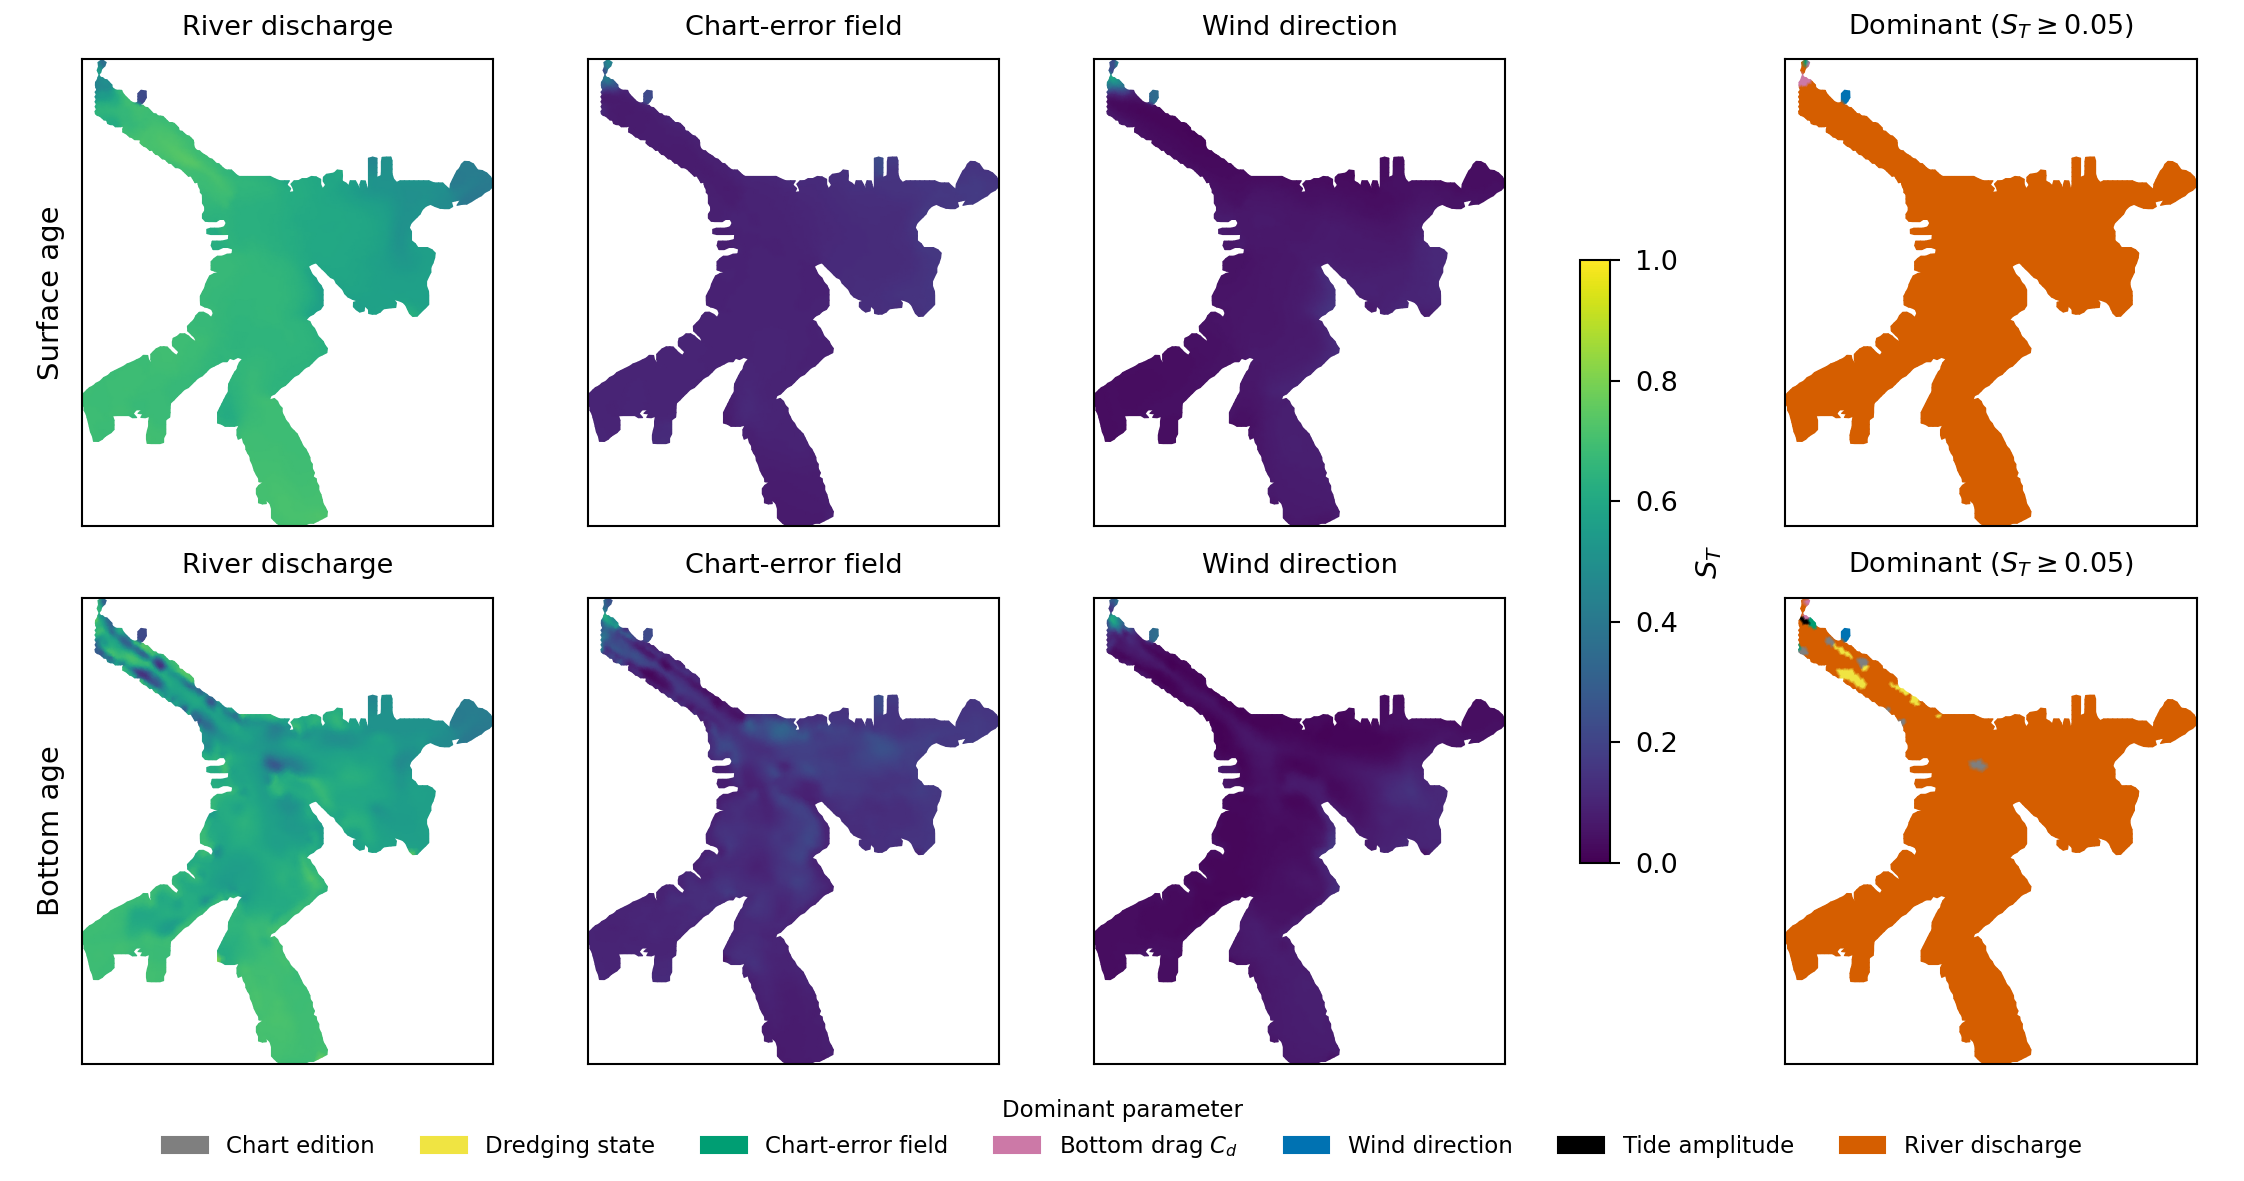 River discharge
Chart-error field
Wind direction
Dominant ($S_T \geq 0.05$)
Surface age
1.0
0.8
0.6
0.4
0.2
0.0
$S_T$
River discharge
Chart-error field
Wind direction
Dominant ($S_T \geq 0.05$)
Bottom age
Dominant parameter
Chart edition
Dredging state
Chart-error field
Bottom drag $C_d$
Wind direction
Tide amplitude
River discharge